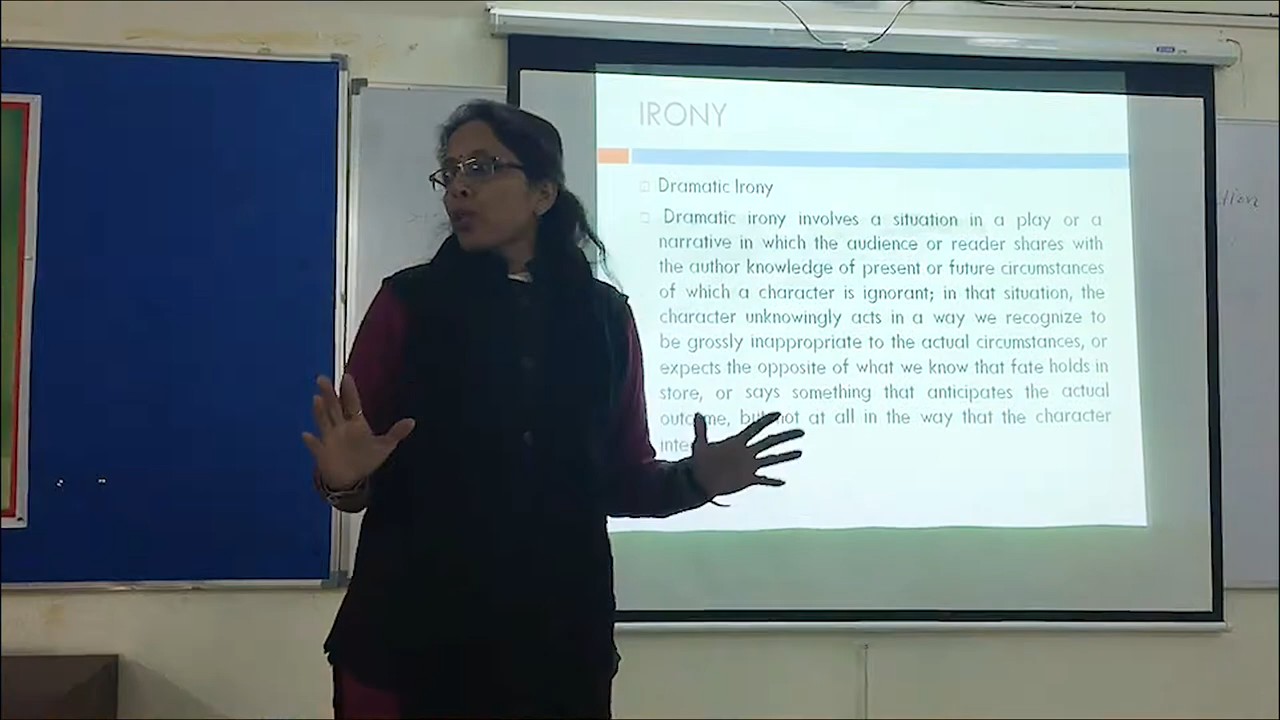 IRONY
Dramatic Irony
Dramatic irony involves a situation in a play or a
narrative in which the audience or reader shares with
the author knowledge of present or future circumstances
of which a character is ignorant; in that situation, the
character unknowingly acts in a way we recognize to
be grossly inappropriate to the actual circumstances, or
expects the opposite of what we know that fate holds in
store, or says something that anticipates the actual
outcome, but not at all in the way that the character